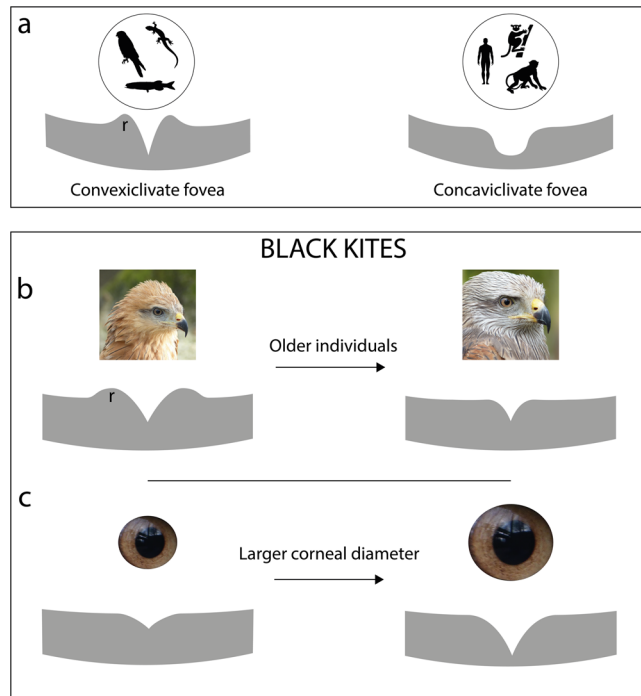 a
r
Convexiclivate fovea
Concaviclivate fovea
BLACK KITES
b
Older individuals
r
c
Larger corneal diameter